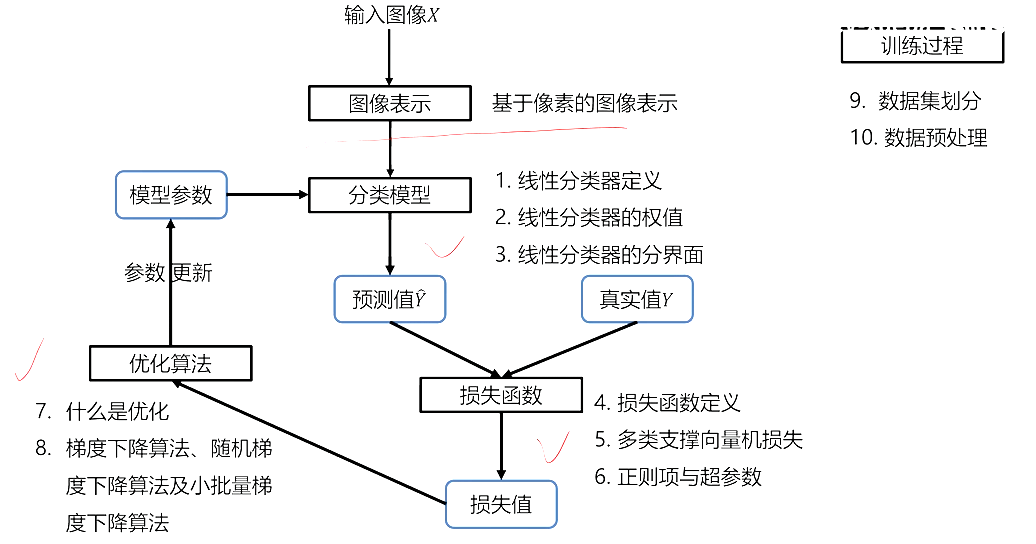 输入图像X
训练过程
图像表示
基于像素的图像表示
9. 数据集划分
10. 数据预处理
模型参数
分类模型
1. 线性分类器定义
2. 线性分类器的权值
3. 线性分类器的分界面
参数 更新
预测值Ŷ
真实值Y
优化算法
损失函数
4. 损失函数定义
5. 多类支撑向量机损失
6. 正则项与超参数
7. 什么是优化
8. 梯度下降算法、随机梯
度下降算法及小批量梯
度下降算法
损失值